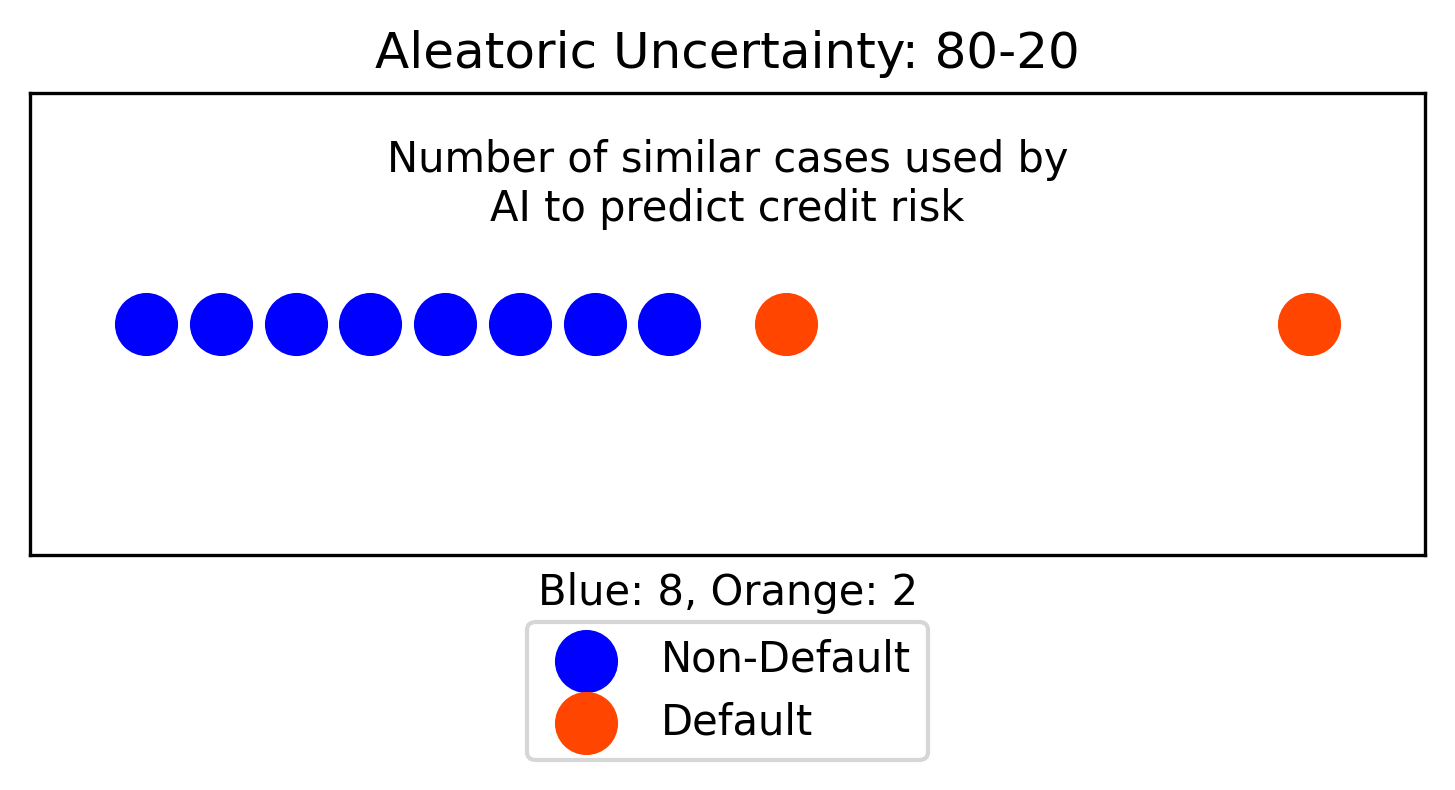 Aleatoric Uncertainty: 80-20
Number of similar cases used by
AI to predict credit risk
Blue: 8, Orange: 2
Non-Default
Default